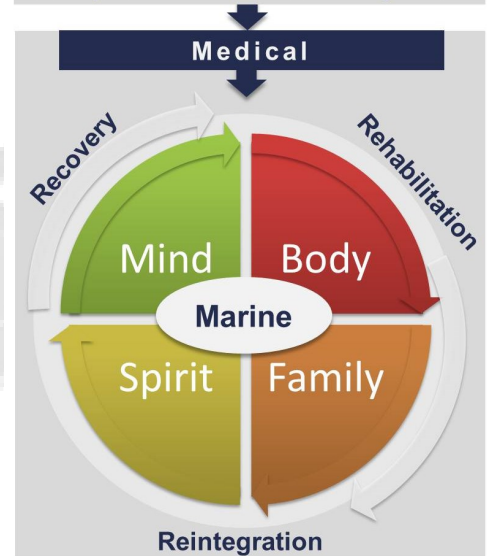 Medical
Recovery
Rehabilitation
Mind
Body
Marine
Spirit
Family
Reintegration